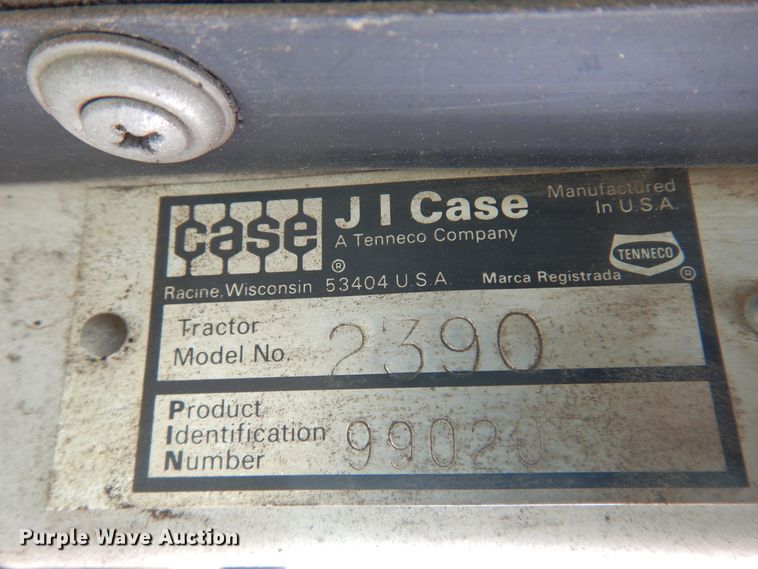 case
J I Case
A Tenneco Company
Manufactured
In U.S.A.
TENNECO
®
®
Racine, Wisconsin 53404 U.S.A. Marca Registrada
Tractor
Model No. 2390
Product
Identification
Number
Purple Wave Auction